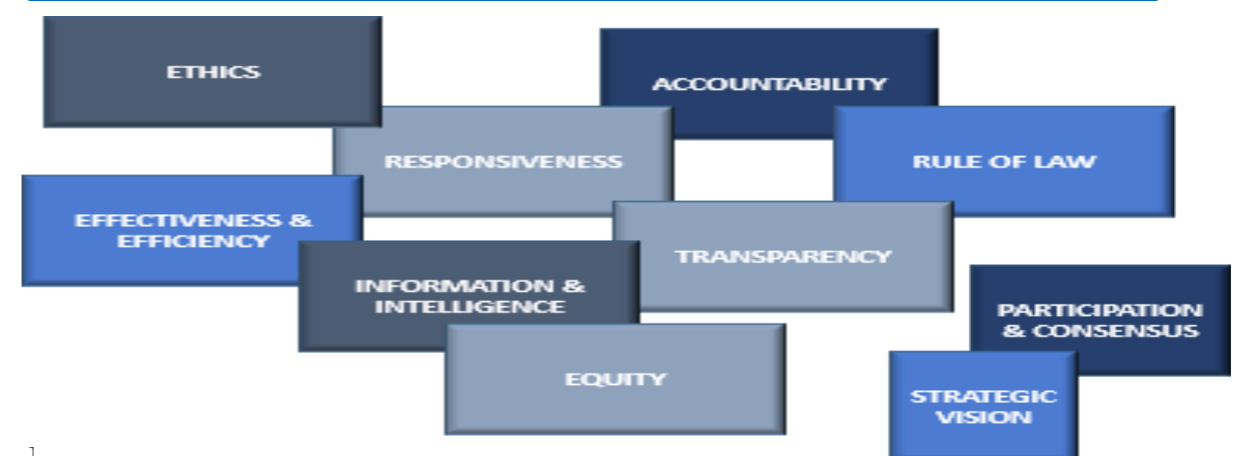 ETHICS
ACCOUNTABILITY
RESPONSIVENESS
RULE OF LAW
EFFECTIVENESS &
EFFICIENCY
TRANSPARENCY
INFORMATION &
INTELLIGENCE
PARTICIPATION
& CONSENSUS
EQUITY
STRATEGIC
VISION